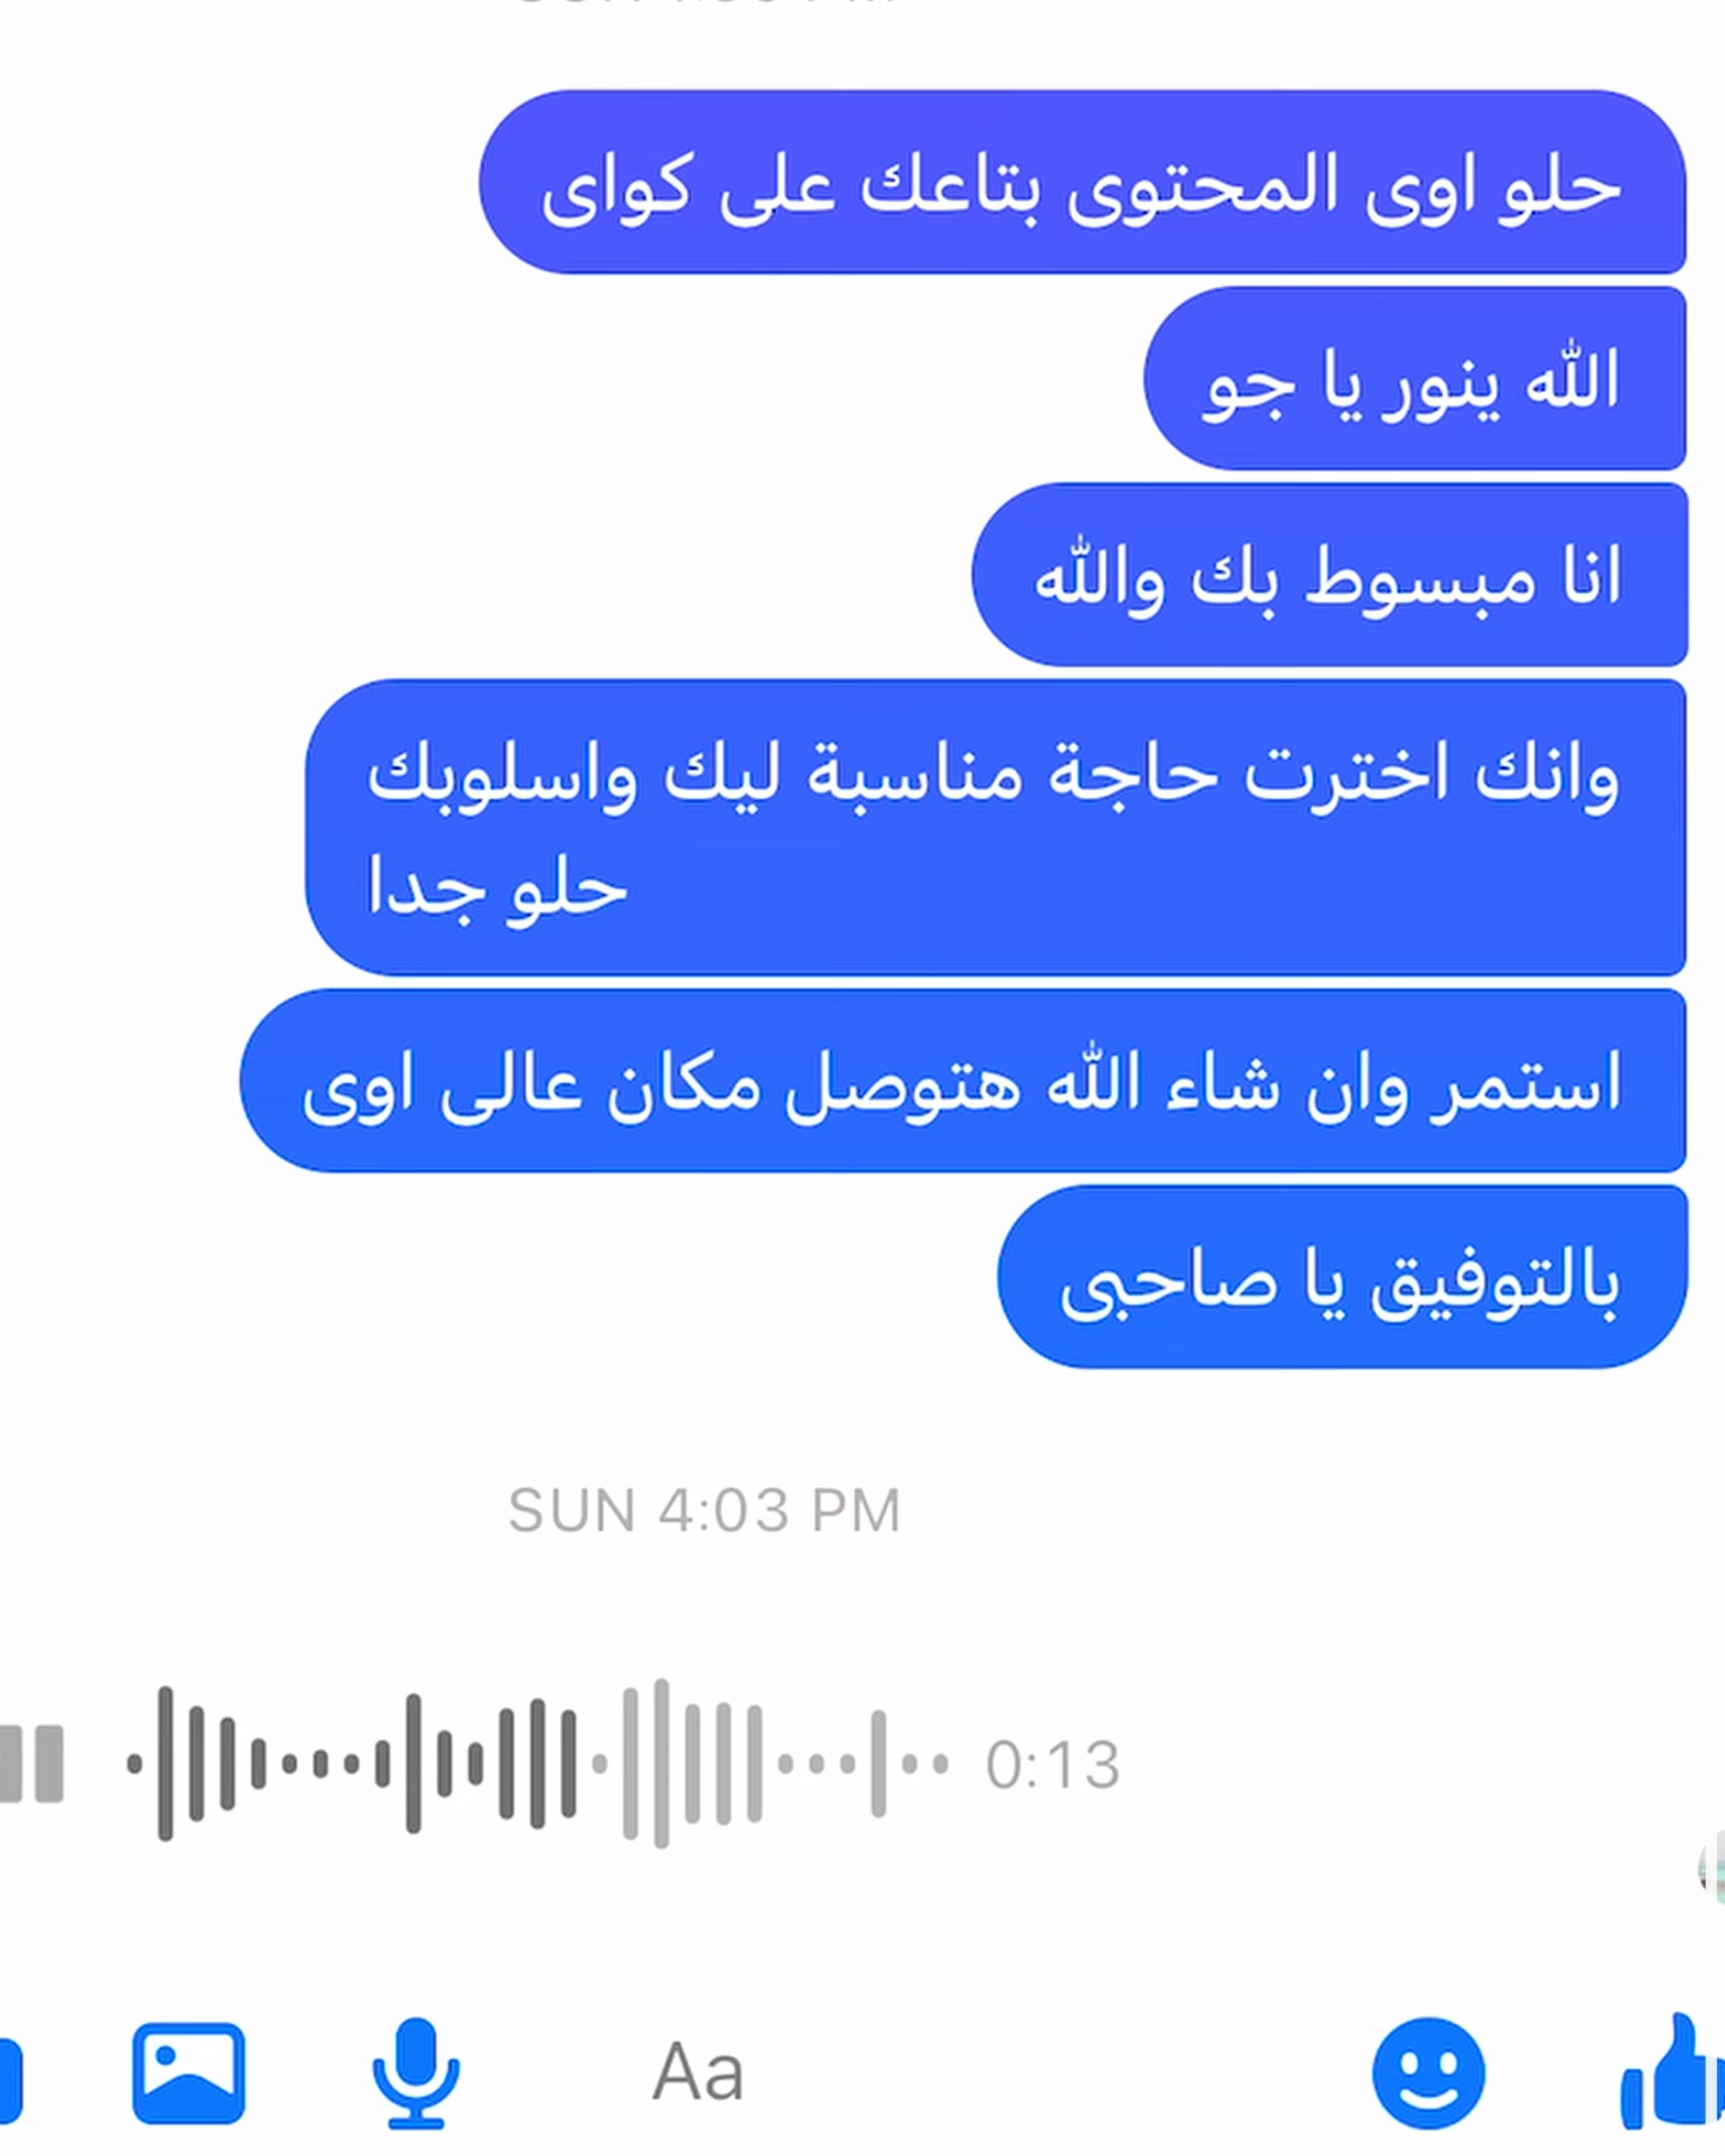 حلو اوى المحتوى بتاعك على كواى
الله ينور يا جو
انا مبسوط بك والله
وانك اخترت حاجة مناسبة ليك واسلوبك
حلو جدا
استمر وان شاء الله هتوصل مكان عالى اوى
بالتوفيق يا صاحبى
SUN 4:03 PM
0:13
Aa